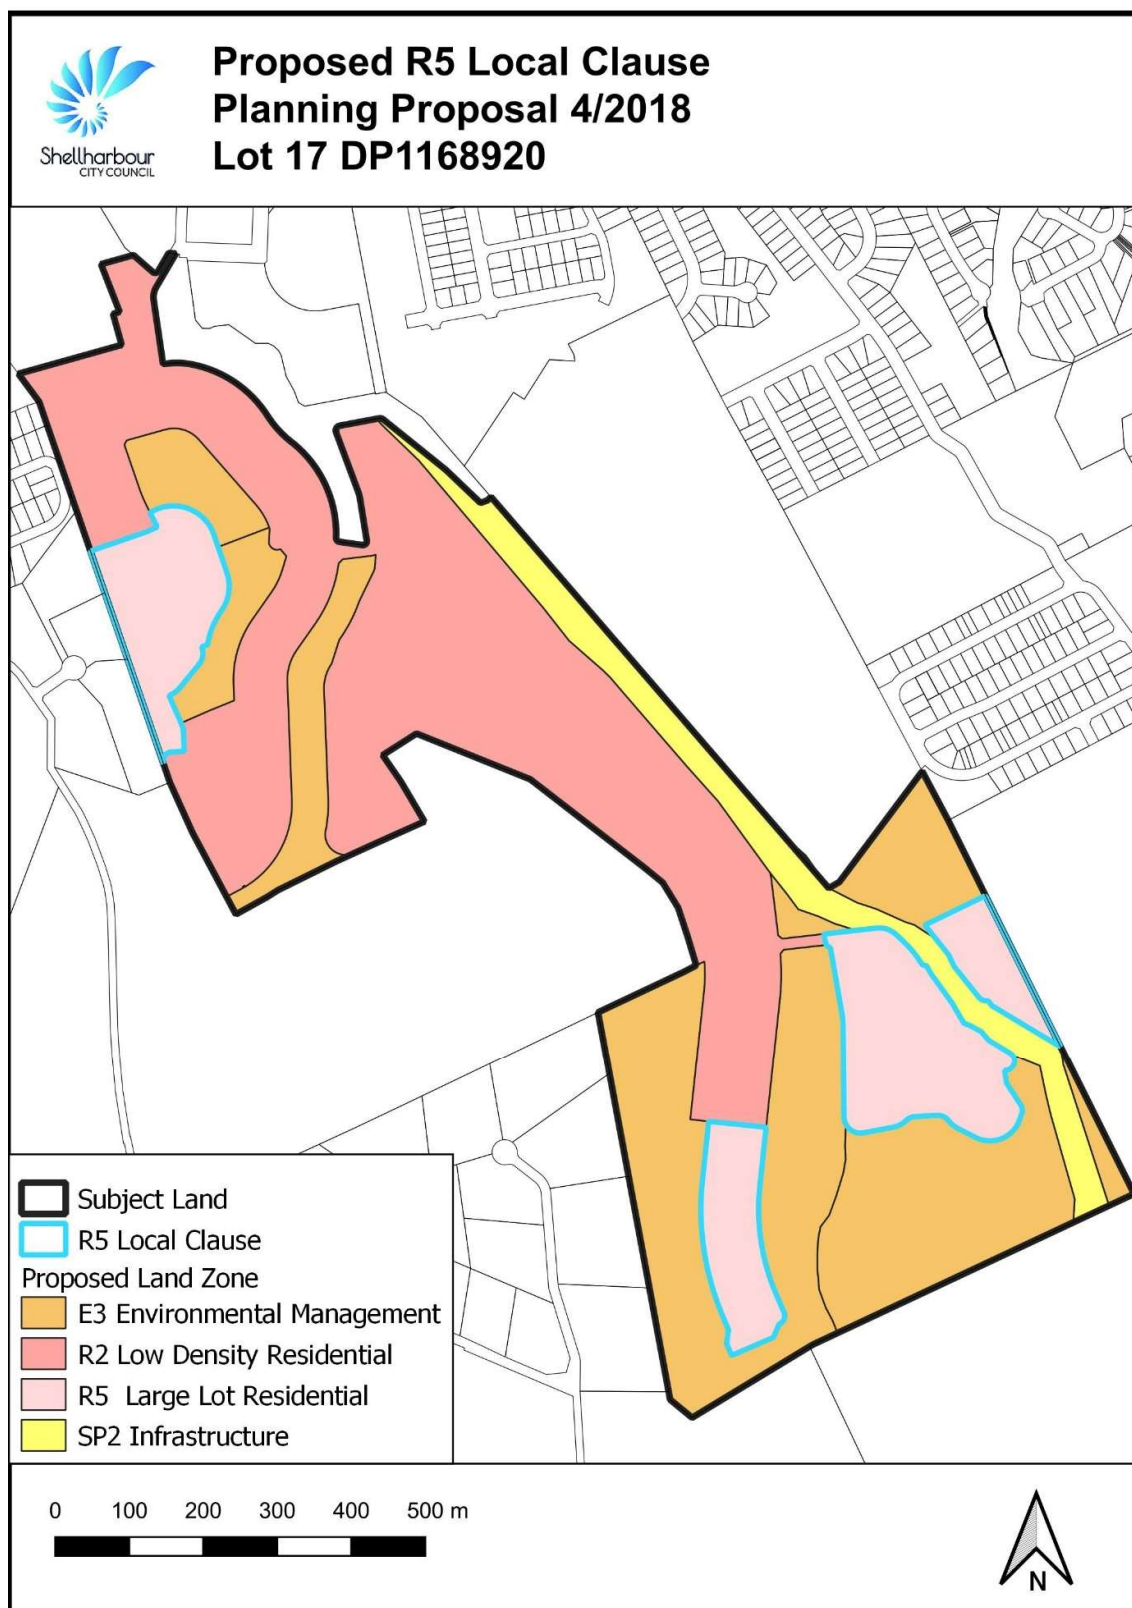 Proposed R5 Local Clause
Planning Proposal 4/2018
Lot 17 DP1168920
Shellharbour
CITY COUNCIL
Subject Land
R5 Local Clause
Proposed Land Zone
E3 Environmental Management
R2 Low Density Residential
R5 Large Lot Residential
SP2 Infrastructure
0 100 200 300 400 500 m
N